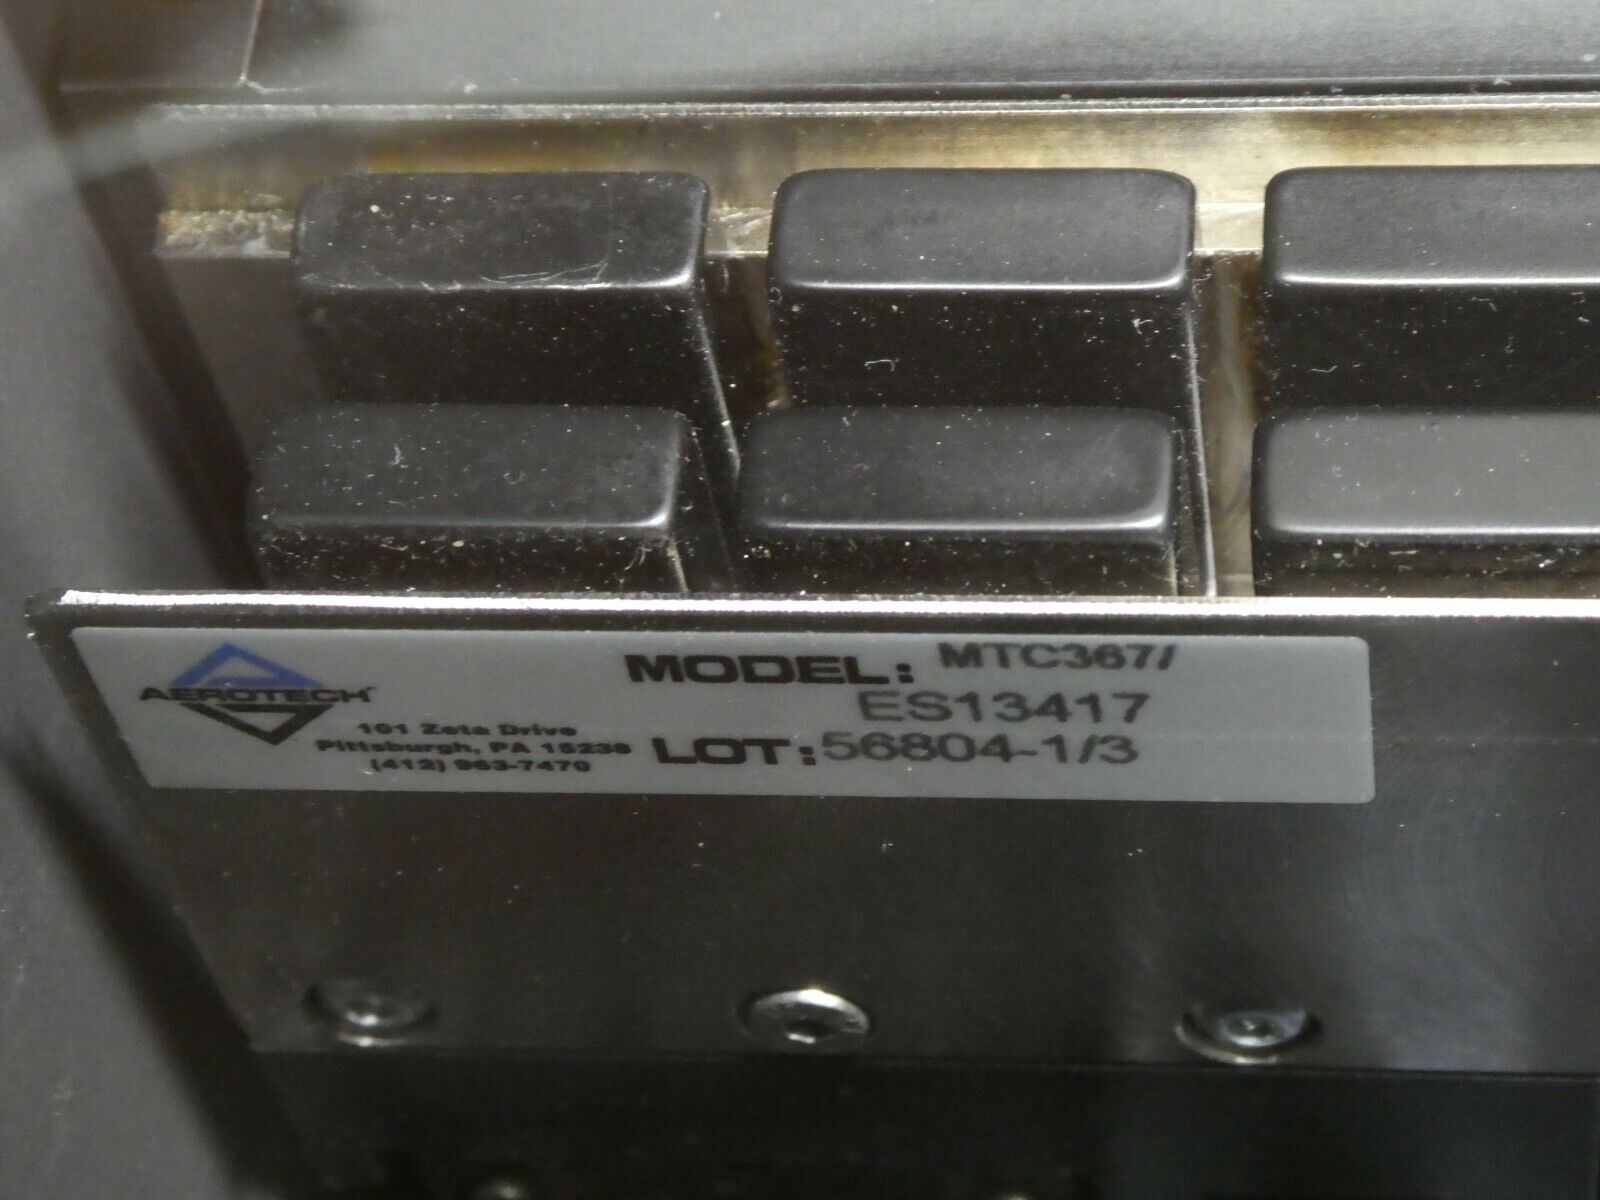 AEROTECH
101 Zeta Drive
Pittsburgh, PA 15238
(412) 963-7470
MODEL: MTC367/
ES13417
LOT: 56804-1/3